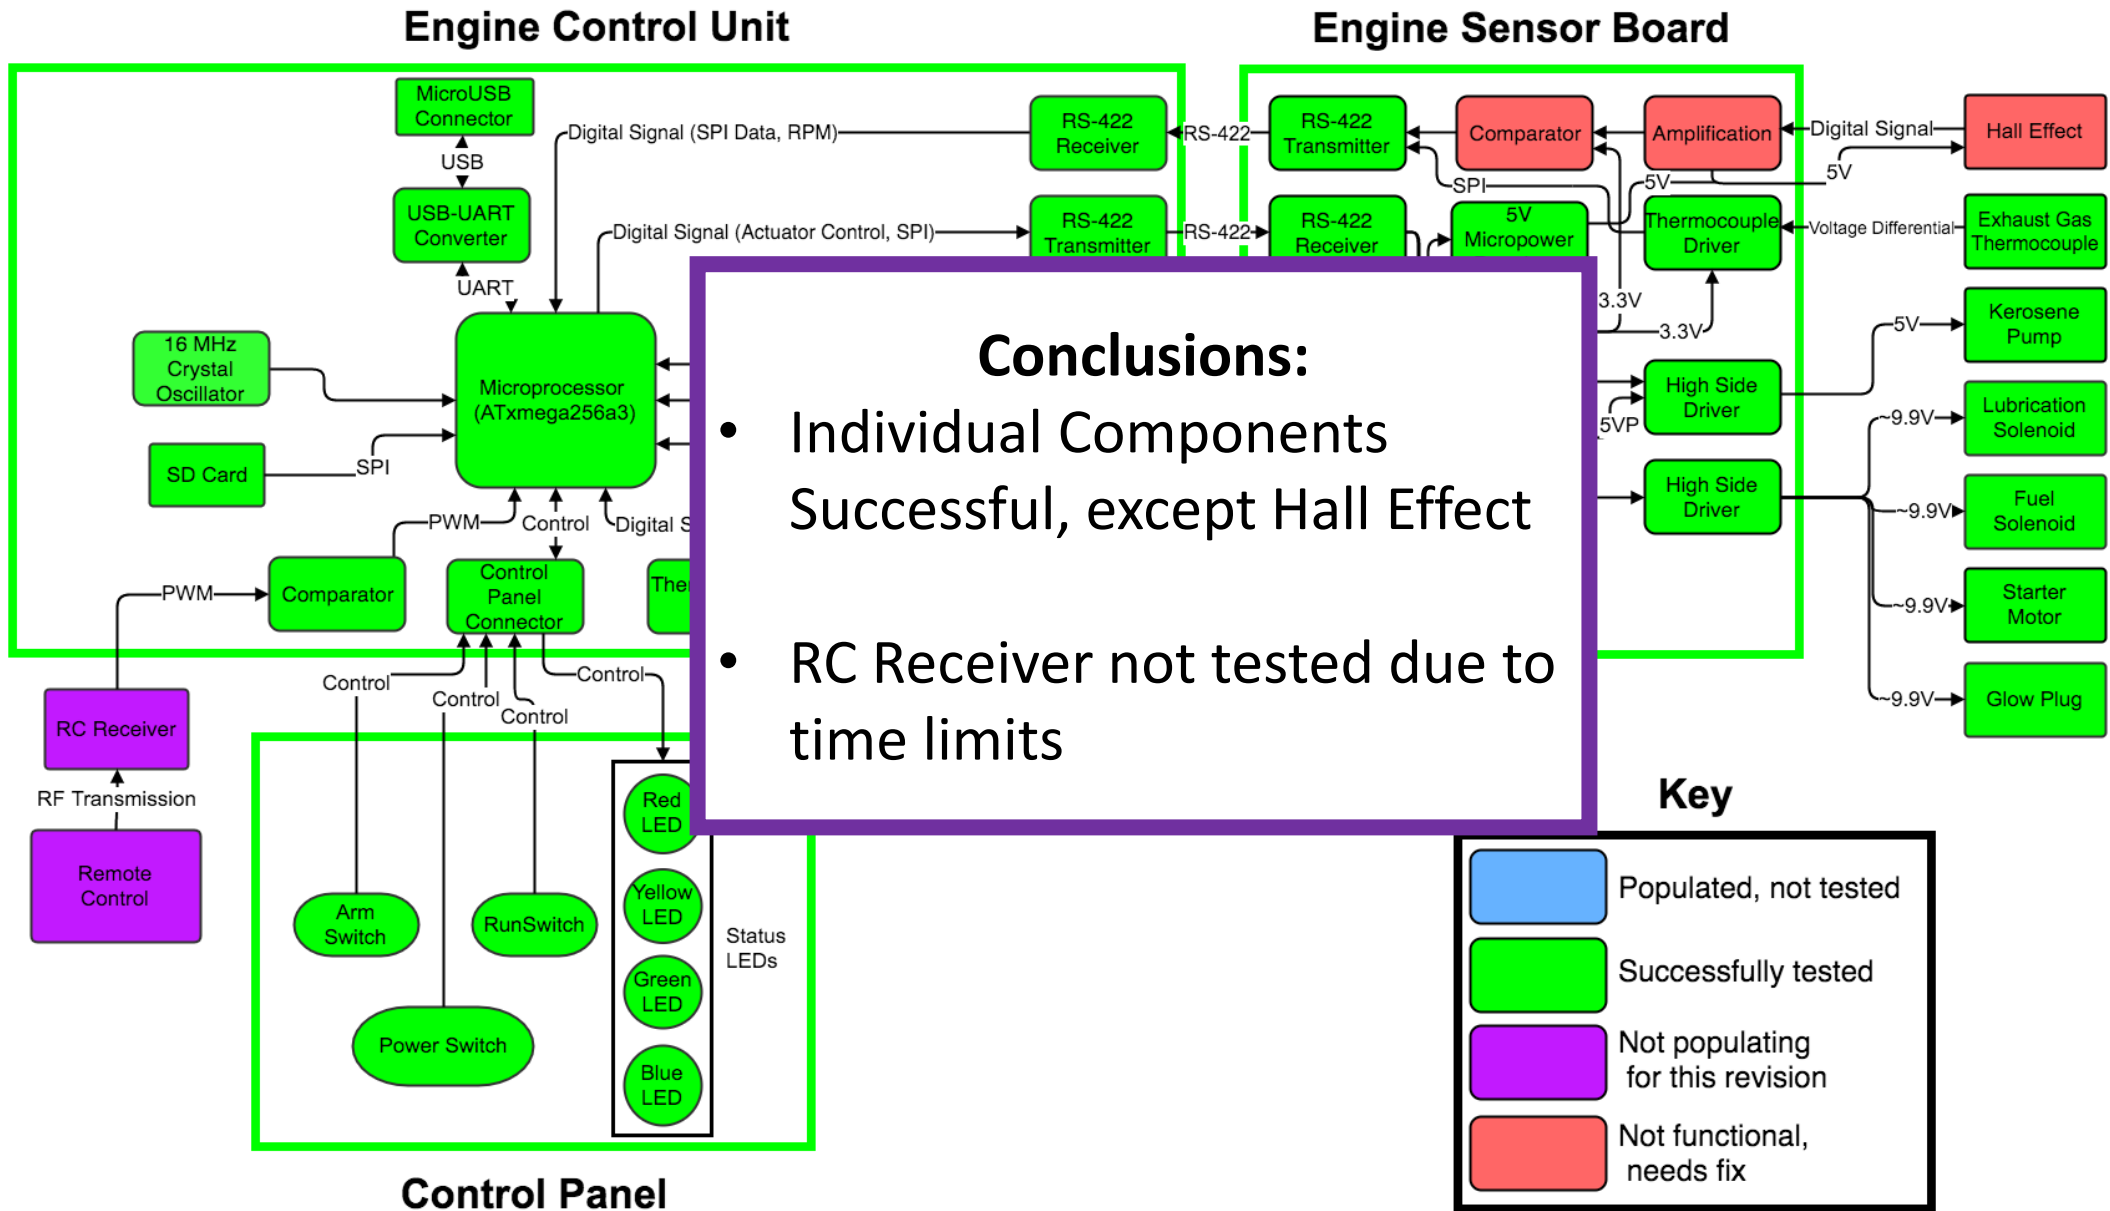 Engine Control Unit
Engine Sensor Board
MicroUSB
Connector
USB
USB-UART
Converter
UART
Digital Signal (SPI Data, RPM)
RS-422
Receiver
RS-422
RS-422
Transmitter
Comparator
Amplification
Digital Signal
Hall Effect
5V
5V
SPI
Digital Signal (Actuator Control, SPI)
RS-422
Transmitter
RS-422
RS-422
Receiver
5V
Micropower
Thermocouple
Driver
Voltage Differential
Exhaust Gas
Thermocouple
3.3V
3.3V
5V
Kerosene
Pump
16 MHz
Crystal
Oscillator
Microprocessor
(ATxmega256a3)
SD Card
SPI
High Side
Driver
5VP
~9.9V
Lubrication
Solenoid
High Side
Driver
~9.9V
Fuel
Solenoid
~9.9V
Starter
Motor
~9.9V
Glow Plug
PWM
Control
Digital S
PWM
Comparator
Control
Panel
Connector
The
Conclusions:
• Individual Components
Successful, except Hall Effect
• RC Receiver not tested due to
time limits
Control
Control
Control
Control
RC Receiver
RF Transmission
Remote
Control
Arm
Switch
RunSwitch
Power Switch
Red
LED
Yellow
LED
Green
LED
Blue
LED
Status
LEDs
Control Panel
Key
Populated, not tested
Successfully tested
Not populating
for this revision
Not functional,
needs fix